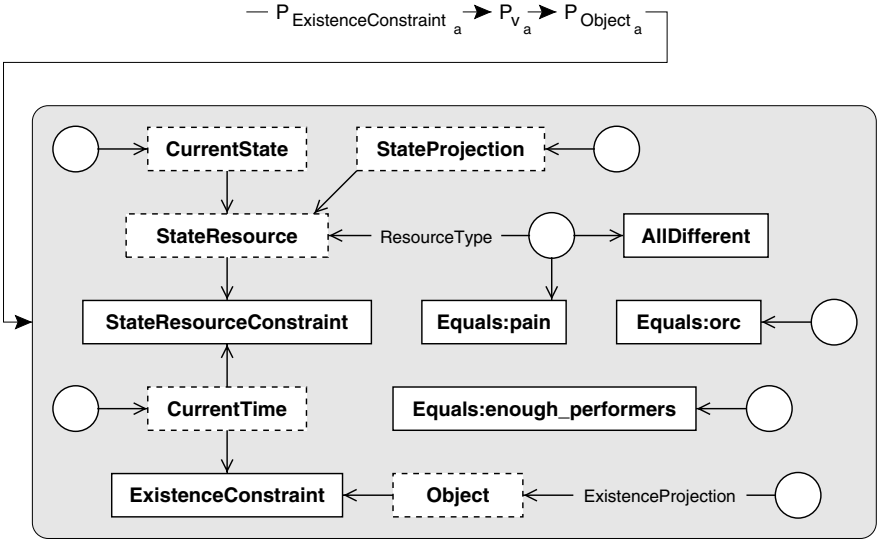 P ExistenceConstraint a P v a P Object a
CurrentState StateProjection
StateResource ResourceType AllDifferent
StateResourceConstraint Equals:pain Equals:orc
CurrentTime Equals:enough_performers
ExistenceConstraint Object ExistenceProjection